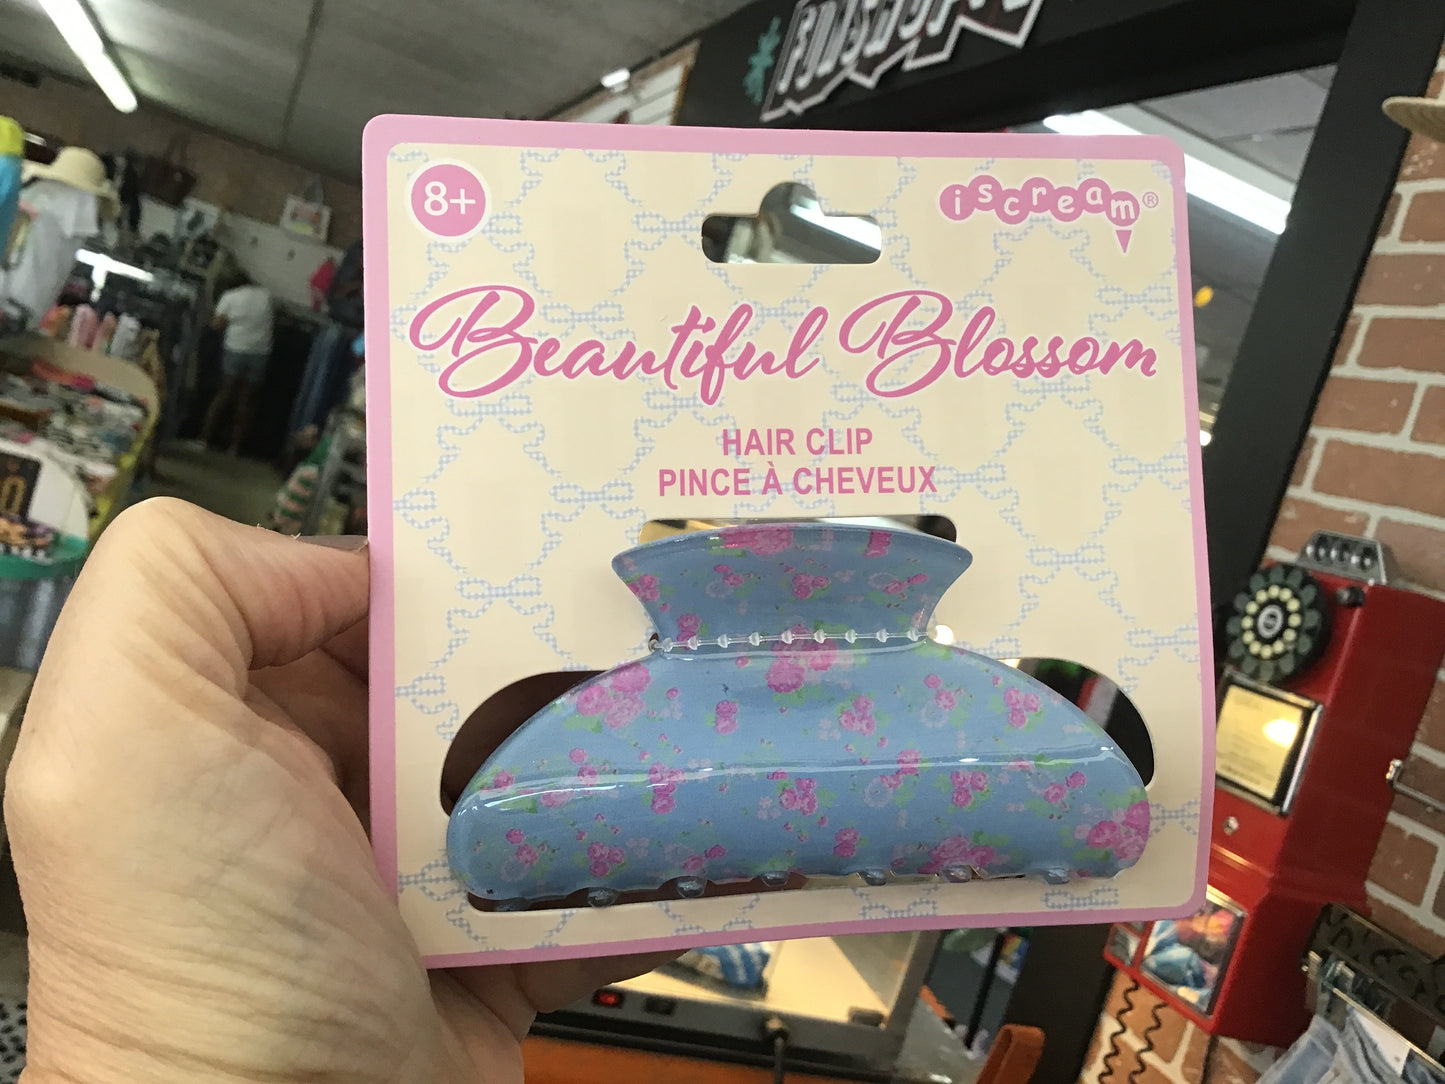 8+
iscream®
Beautiful Blossom
HAIR CLIP
PINCE À CHEVEUX